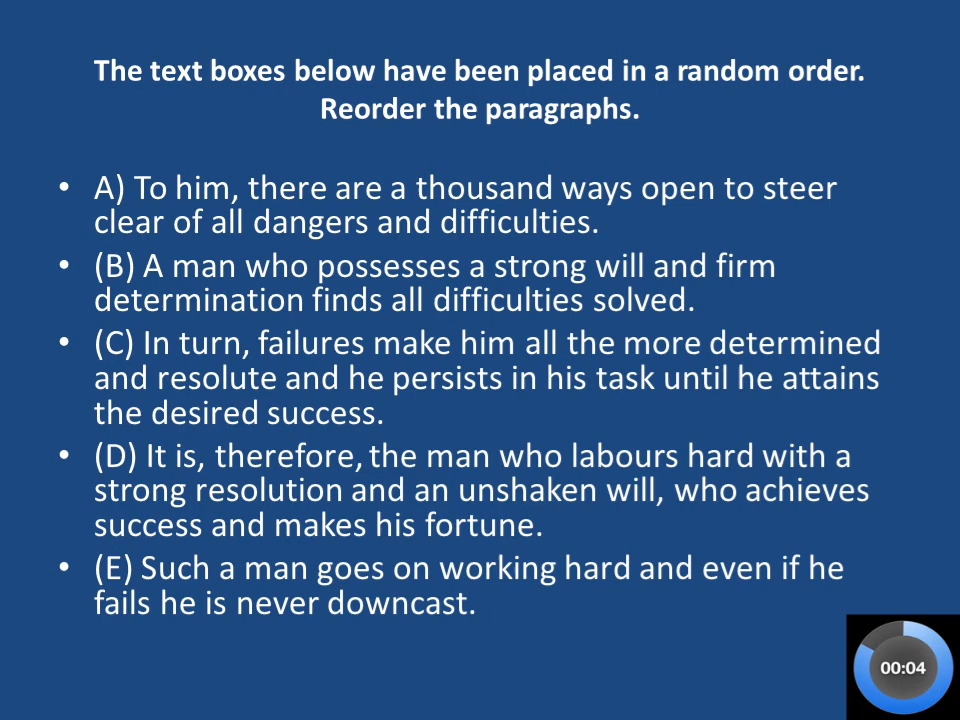 The text boxes below have been placed in a random order.
Reorder the paragraphs.
• A) To him, there are a thousand ways open to steer
clear of all dangers and difficulties.
• (B) A man who possesses a strong will and firm
determination finds all difficulties solved.
• (C) In turn, failures make him all the more determined
and resolute and he persists in his task until he attains
the desired success.
• (D) It is, therefore, the man who labours hard with a
strong resolution and an unshaken will, who achieves
success and makes his fortune.
• (E) Such a man goes on working hard and even if he
fails he is never downcast.
00:04